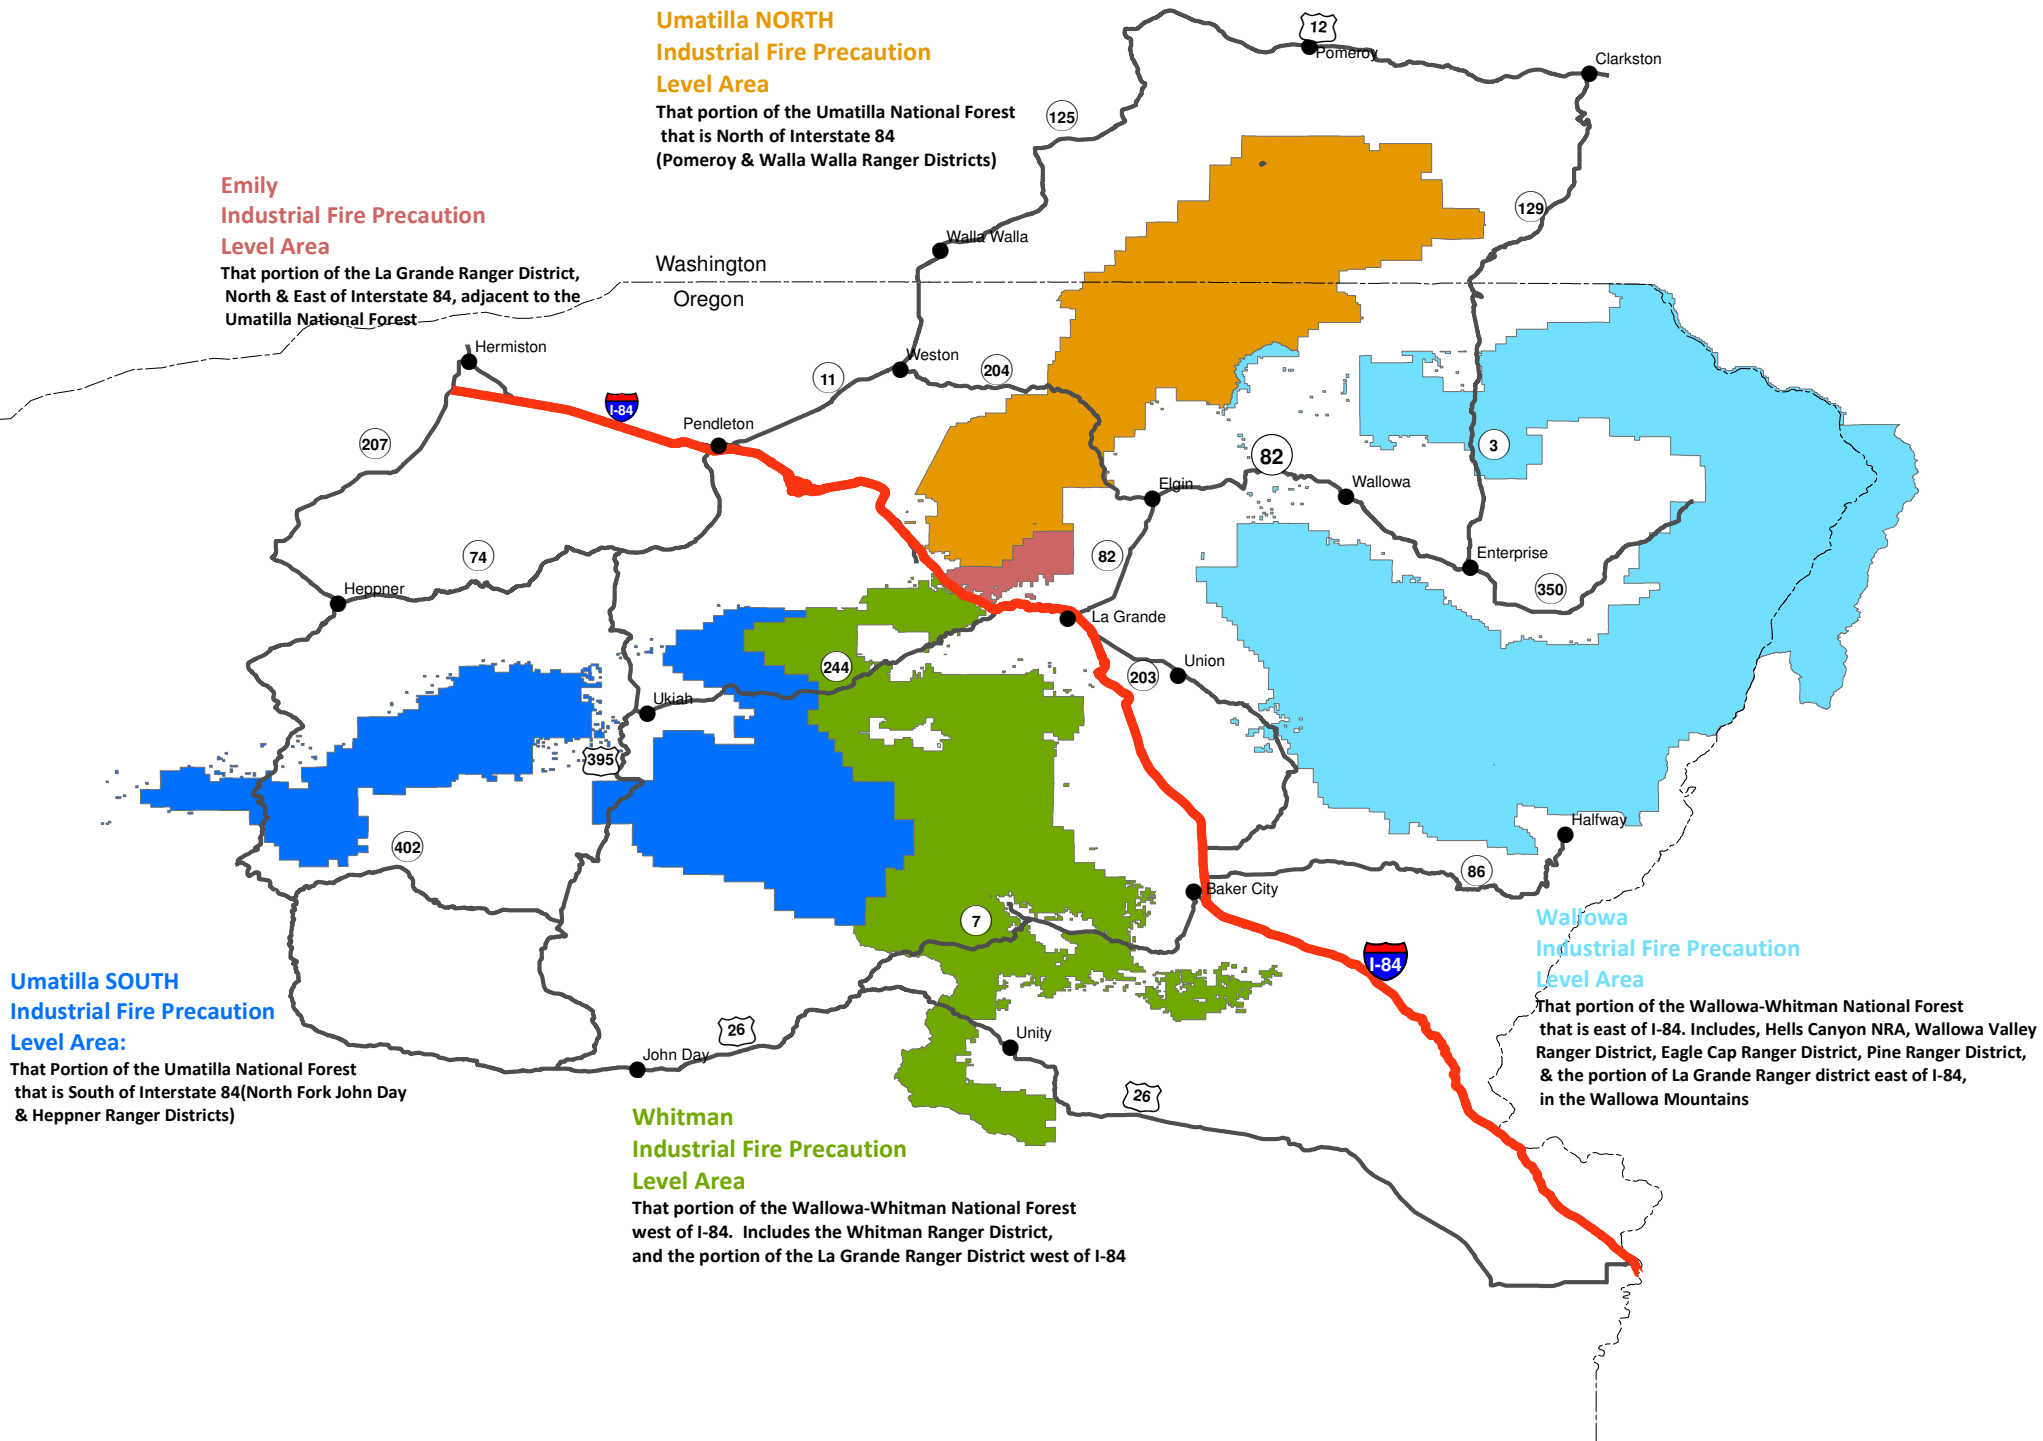 Umatilla NORTH
Industrial Fire Precaution
Level Area
That portion of the Umatilla National Forest
that is North of Interstate 84
(Pomeroy & Walla Walla Ranger Districts)
12
Pomeroy
Clarkston
125
129
Emily
Industrial Fire Precaution
Level Area
That portion of the La Grande Ranger District,
North & East of Interstate 84, adjacent to the
Umatilla National Forest
Walla Walla
Washington
Oregon
Hermiston
Weston
11
204
I-84
Pendleton
207
3
82
Elgin
Wallowa
74
82
Enterprise
Heppner
350
La Grande
244
Union
203
Ukiah
395
402
Halfway
86
Baker City
7
I-84
Wallowa
Industrial Fire Precaution
Level Area
That portion of the Wallowa-Whitman National Forest
that is east of I-84. Includes, Hells Canyon NRA, Wallowa Valley
Ranger District, Eagle Cap Ranger District, Pine Ranger District,
& the portion of La Grande Ranger district east of I-84,
in the Wallowa Mountains
Umatilla SOUTH
Industrial Fire Precaution
Level Area:
That Portion of the Umatilla National Forest
that is South of Interstate 84(North Fork John Day
& Heppner Ranger Districts)
26
Unity
John Day
26
Whitman
Industrial Fire Precaution
Level Area
That portion of the Wallowa-Whitman National Forest
west of I-84. Includes the Whitman Ranger District,
and the portion of the La Grande Ranger District west of I-84